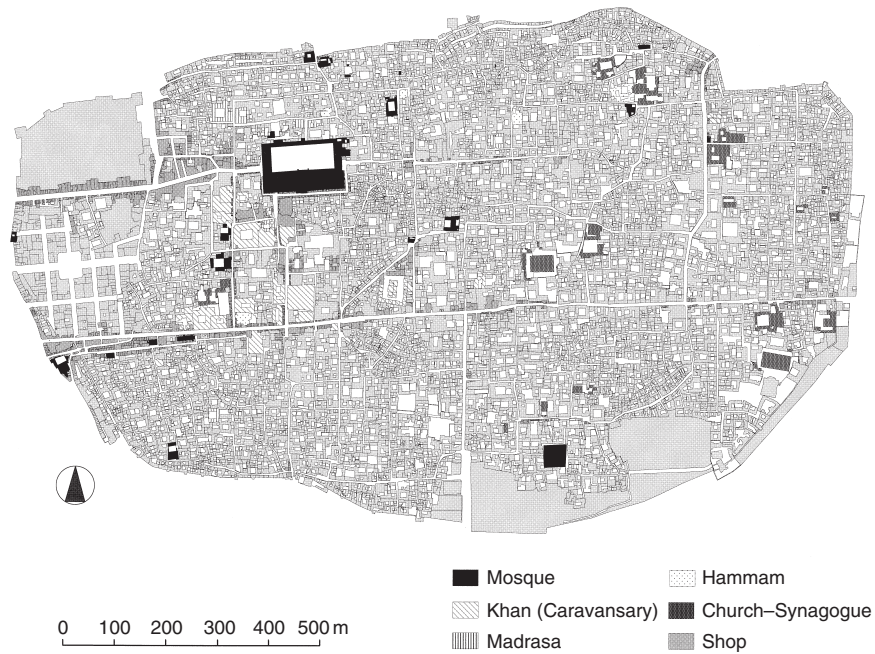 Mosque
Hammam
Khan (Caravansary)
Church–Synagogue
Madrasa
Shop
0 100 200 300 400 500 m